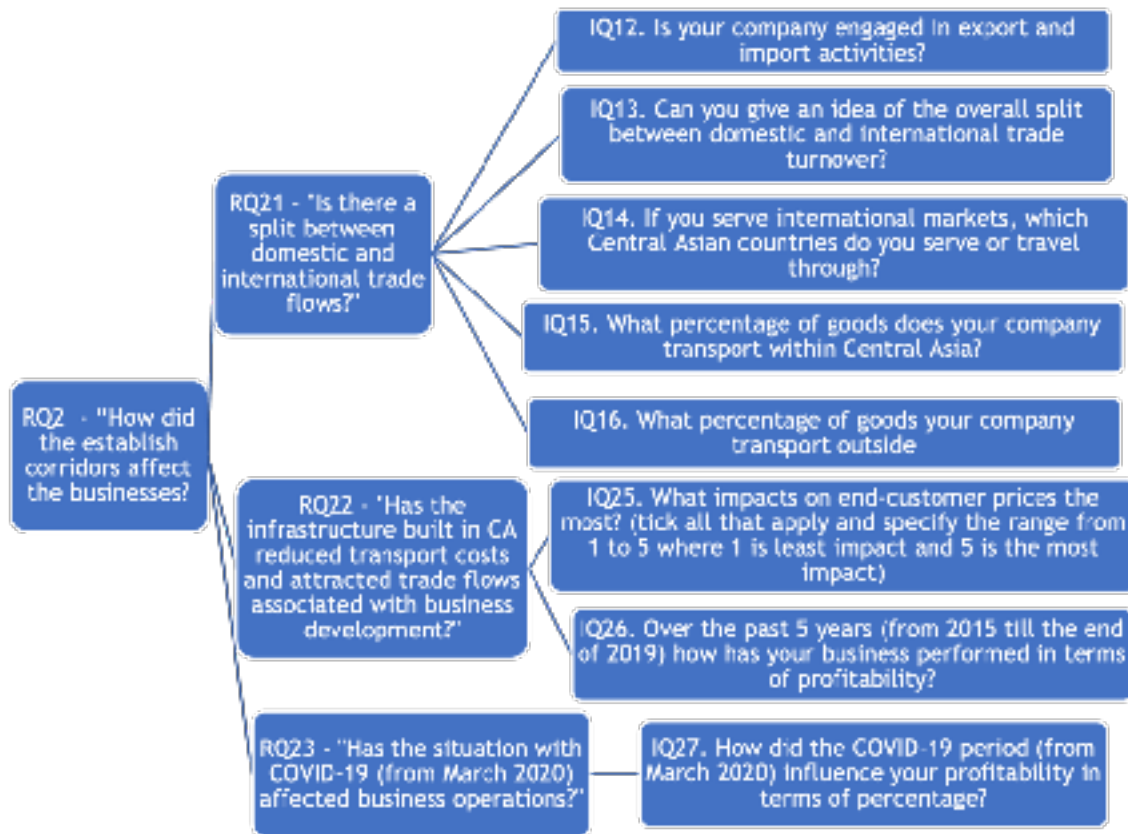 IQ12. Is your company engaged in export and
import activities?
IQ13. Can you give an idea of the overall split
between domestic and international trade
turnover?
RQ21 - "Is there a
split between
domestic and
international trade
flows?"
IQ14. If you serve international markets, which
Central Asian countries do you serve or travel
through?
IQ15. What percentage of goods does your company
transport within Central Asia?
IQ16. What percentage of goods your company
transport outside
RQ2 - "How did
the establish
corridors affect
the businesses?
RQ22 - "Has the
infrastructure built in CA
reduced transport costs
and attracted trade flows
associated with business
development?"
IQ25. What impacts on end-customer prices the
most? (tick all that apply and specify the range from
1 to 5 where 1 is least impact and 5 is the most
impact)
IQ26. Over the past 5 years (from 2015 till the end
of 2019) how has your business performed in terms
of profitability?
RQ23 - "Has the situation with
COVID-19 (from March 2020)
affected business operations?"
IQ27. How did the COVID-19 period (from
March 2020) influence your profitability in
terms of percentage?